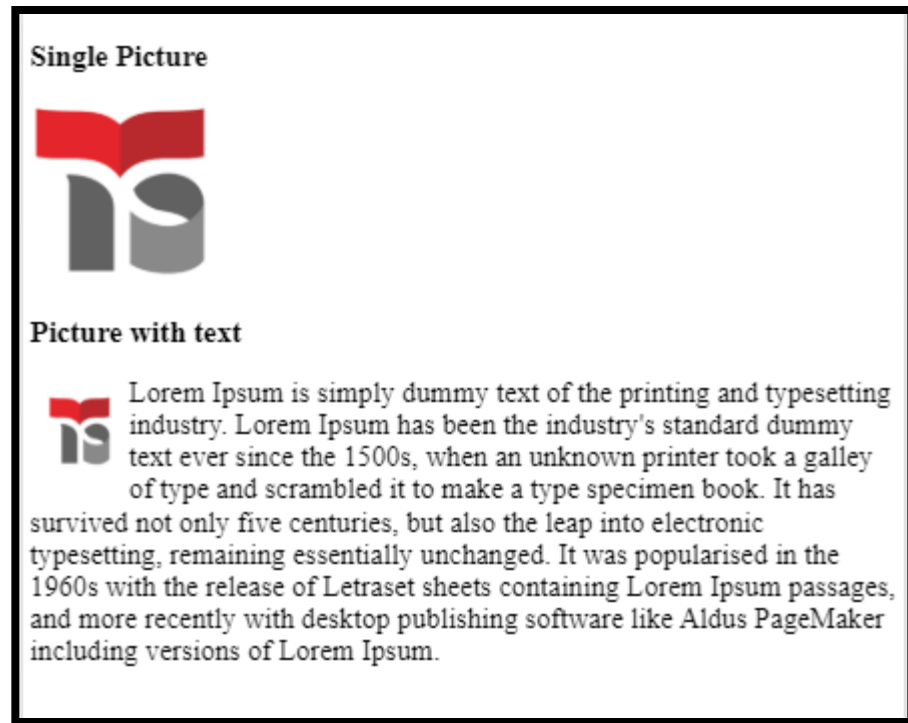 Single Picture
Picture with text
Lorem Ipsum is simply dummy text of the printing and typesetting
industry. Lorem Ipsum has been the industry's standard dummy
text ever since the 1500s, when an unknown printer took a galley
of type and scrambled it to make a type specimen book. It has
survived not only five centuries, but also the leap into electronic
typesetting, remaining essentially unchanged. It was popularised in the
1960s with the release of Letraset sheets containing Lorem Ipsum passages,
and more recently with desktop publishing software like Aldus PageMaker
including versions of Lorem Ipsum.